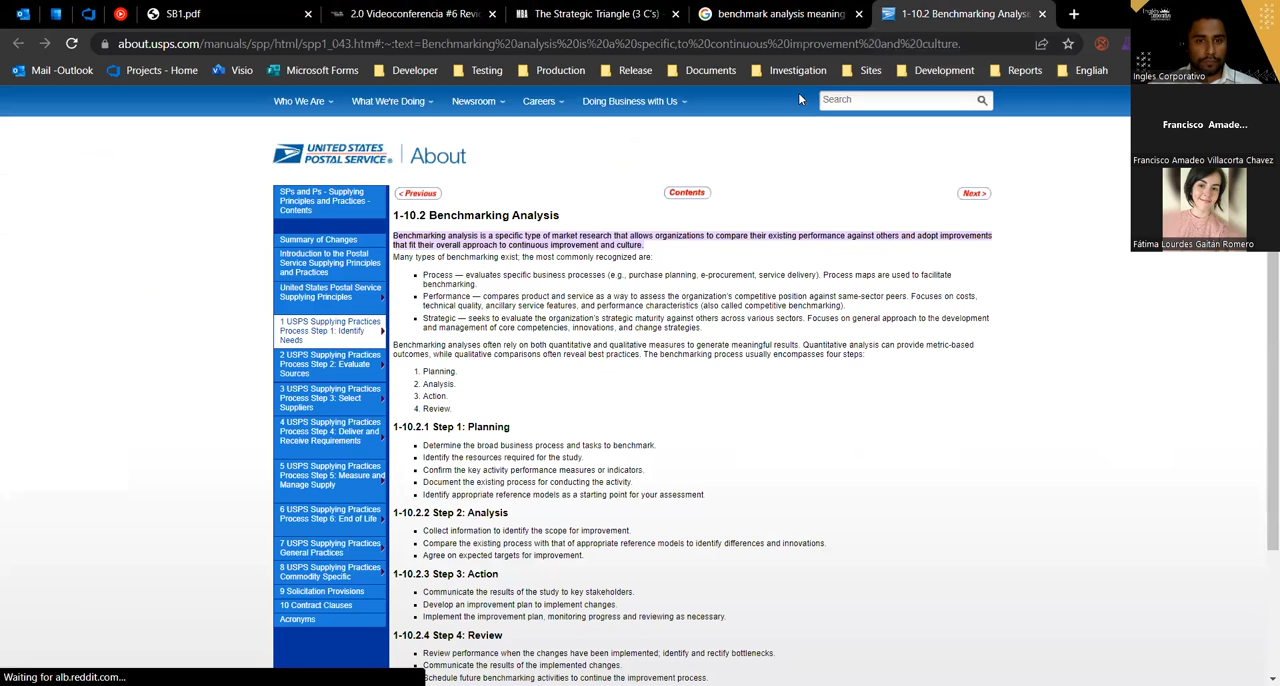 SB1.pdf
2.0 Videoconferencia #6 Revi
The Strategic Triangle (3 C's)
benchmark analysis meaning
1-10.2 Benchmarking Analysis
about.usps.com/manuals/spp/html/spp1_043.htm#:~:text=Benchmarking%20analysis%20is%20a%20specific,to%20continuous%20improvement%20and%20culture.
Mail -Outlook
Projects - Home
Visio
Microsoft Forms
Developer
Testing
Production
Release
Documents
Investigation
Sites
Development
Reports
English
Who We Are
What We're Doing
Newsroom
Careers
Doing Business with Us
Search
UNITED STATES
POSTAL SERVICE®
About
SPs and Ps - Supplying
Principles and Practices -
Contents
Summary of Changes
Introduction to the Postal
Service Supplying Principles
and Practices
United States Postal Service
Supplying Principles
1 USPS Supplying Practices
Process Step 1: Identify
Needs
2 USPS Supplying Practices
Process Step 2: Evaluate
Sources
3 USPS Supplying Practices
Process Step 3: Select
Suppliers
4 USPS Supplying Practices
Process Step 4: Deliver and
Receive Requirements
5 USPS Supplying Practices
Process Step 5: Measure and
Manage Supply
6 USPS Supplying Practices
Process Step 6: End of Life
7 USPS Supplying Practices
General Practices
8 USPS Supplying Practices
Commodity Specific
9 Solicitation Provisions
10 Contract Clauses
Acronyms
< Previous
Contents
Next >
1-10.2 Benchmarking Analysis
Benchmarking analysis is a specific type of market research that allows organizations to compare their existing performance against others and adopt improvements
that fit their overall approach to continuous improvement and culture.
Many types of benchmarking exist; the most commonly recognized are:
Process — evaluates specific business processes (e.g., purchase planning, e-procurement, service delivery). Process maps are used to facilitate
benchmarking.
Performance — compares product and service as a way to assess the organization's competitive position against same-sector peers. Focuses on costs,
technical quality, ancillary service features, and performance characteristics (also called competitive benchmarking).
Strategic — seeks to evaluate the organization's strategic maturity against others across various sectors. Focuses on general approach to the development
and management of core competencies, innovations, and change strategies.
Benchmarking analyses often rely on both quantitative and qualitative measures to generate meaningful results. Quantitative analysis can provide metric-based
outcomes, while qualitative comparisons often reveal best practices. The benchmarking process usually encompasses four steps:
1. Planning.
2. Analysis.
3. Action.
4. Review.
1-10.2.1 Step 1: Planning
Determine the broad business process and tasks to benchmark.
Identify the resources required for the study.
Confirm the key activity performance measures or indicators.
Document the existing process for conducting the activity.
Identify appropriate reference models as a starting point for your assessment
1-10.2.2 Step 2: Analysis
Collect information to identify the scope for improvement.
Compare the existing process with that of appropriate reference models to identify differences and innovations.
Agree on expected targets for improvement.
1-10.2.3 Step 3: Action
Communicate the results of the study to key stakeholders.
Develop an improvement plan to implement changes.
Implement the improvement plan, monitoring progress and reviewing as necessary.
1-10.2.4 Step 4: Review
Review performance when the changes have been implemented; identify and rectify bottlenecks.
Communicate the results of the implemented changes.
Schedule future benchmarking activities to continue the improvement process.
Waiting for alb.reddit.com...
Ingles Corporativo
Francisco Amade...
Francisco Amadeo Villacorta Chavez
Fátima Lourdes Gaitán Romero